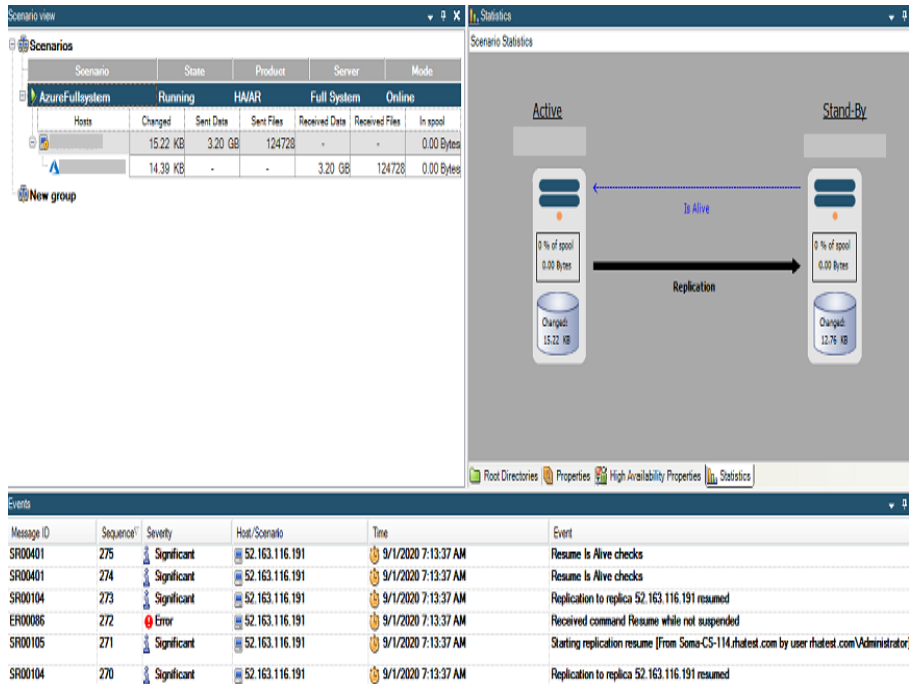 Scenario view
Scenarios
Scenario State Product Server Mode
AzureFullsystem Running HA/AR Full System Online
Hosts Changed Sent Data Sent Files Received Data Received Files In spool
15.22 KB 3.20 GB 124728 - - 0.00 Bytes
14.39 KB - - 3.20 GB 124728 0.00 Bytes
New group
Statistics
Scenario Statistics
Active Stand-By
Is Alive
0 % of spool
0.00 Bytes
0 % of spool
0.00 Bytes
Replication
Changed:
15.22 KB
Changed:
12.76 KB
Root Directories Properties High Availability Properties Statistics
Events
Message ID Sequence Severity Host/Scenario Time Event
SR00401 275 Significant 52.163.116.191 9/1/2020 7:13:37 AM Resume Is Alive checks
SR00401 274 Significant 52.163.116.191 9/1/2020 7:13:37 AM Resume Is Alive checks
SR00104 273 Significant 52.163.116.191 9/1/2020 7:13:37 AM Replication to replica 52.163.116.191 resumed
ER00086 272 Error 52.163.116.191 9/1/2020 7:13:37 AM Received command Resume while not suspended
SR00105 271 Significant 52.163.116.191 9/1/2020 7:13:37 AM Starting replication resume [From Soma-CS-114.rhatest.com by user rhatest.com\Administrator]
SR00104 270 Significant 52.163.116.191 9/1/2020 7:13:37 AM Replication to replica 52.163.116.191 resumed